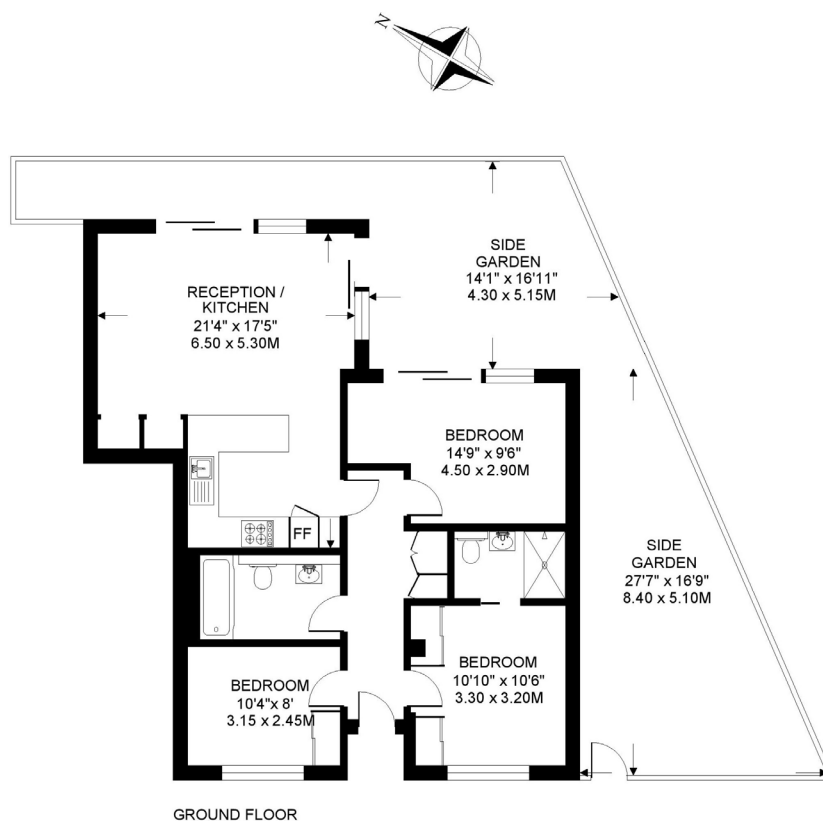 N
SIDE
GARDEN
14'1" x 16'11"
4.30 x 5.15M
RECEPTION /
KITCHEN
21'4" x 17'5"
6.50 x 5.30M
BEDROOM
14'9" x 9'6"
4.50 x 2.90M
FF
SIDE
GARDEN
27'7" x 16'9"
8.40 x 5.10M
BEDROOM
10'4"x 8'
3.15 x 2.45M
BEDROOM
10'10" x 10'6"
3.30 x 3.20M
GROUND FLOOR